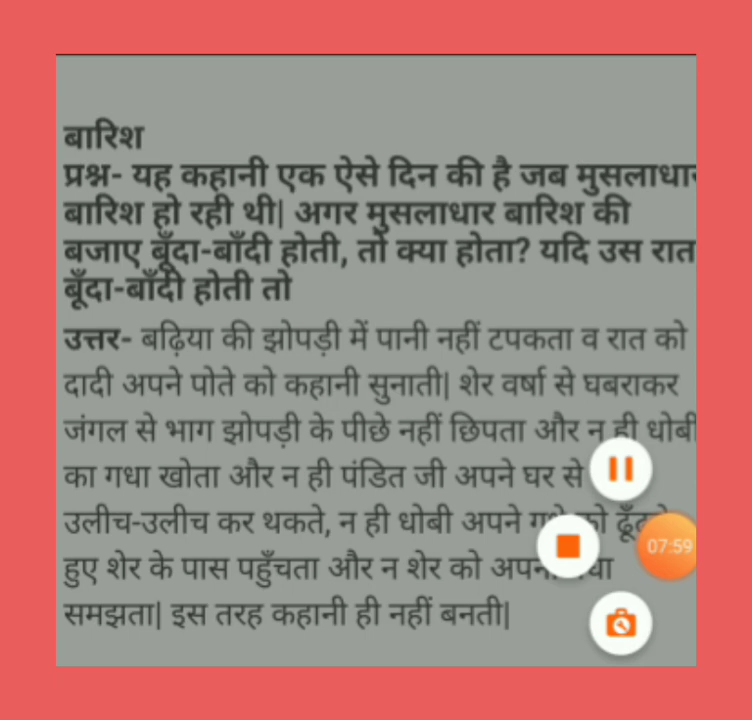 बारिश
प्रश्न- यह कहानी एक ऐसे दिन की है जब मुसलाधार
बारिश हो रही थी| अगर मुसलाधार बारिश की
बजाए बूँदा-बाँदी होती, तो क्या होता? यदि उस रात
बूँदा-बाँदी होती तो
उत्तर- बढ़िया की झोपड़ी में पानी नहीं टपकता व रात को
दादी अपने पोते को कहानी सुनाती| शेर वर्षा से घबराकर
जंगल से भाग झोपड़ी के पीछे नहीं छिपता और न ही धोबी
का गधा खोता और न ही पंडित जी अपने घर से
उलीच-उलीच कर थकते, न ही धोबी अपने को
हुए शेर के पास पहुँचता और न शेर को
समझता| इस तरह कहानी ही नहीं बनती|
07:59